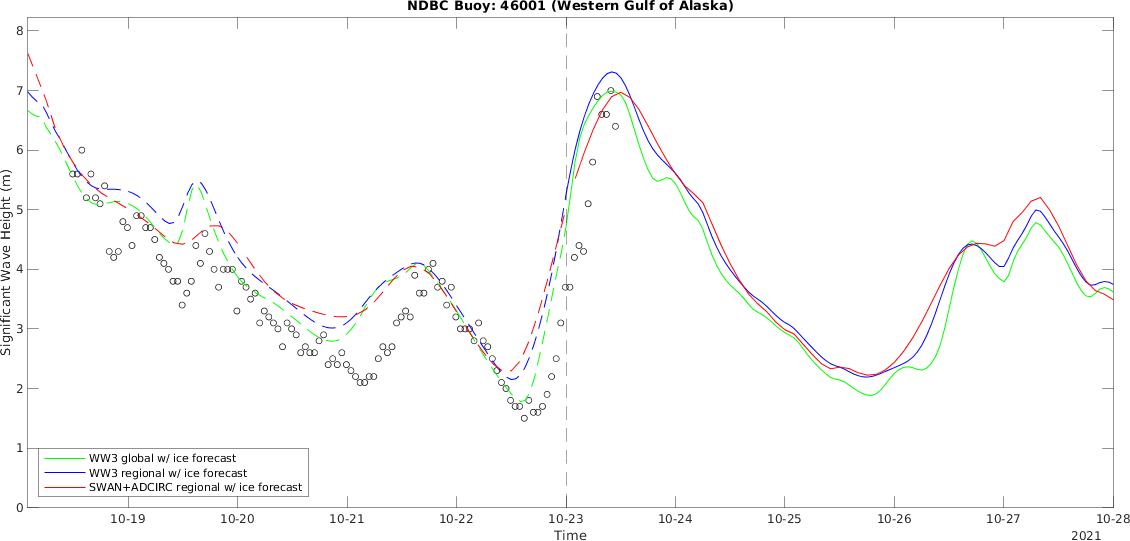 NDBC Buoy: 46001 (Western Gulf of Alaska)
8
7
6
5
4
3
2
1
0
Significant Wave Height (m)
WW3 global w/ ice forecast
WW3 regional w/ ice forecast
SWAN+ADCIRC regional w/ ice forecast
10-19 10-20 10-21 10-22 10-23 10-24 10-25 10-26 10-27 10-28
Time
2021